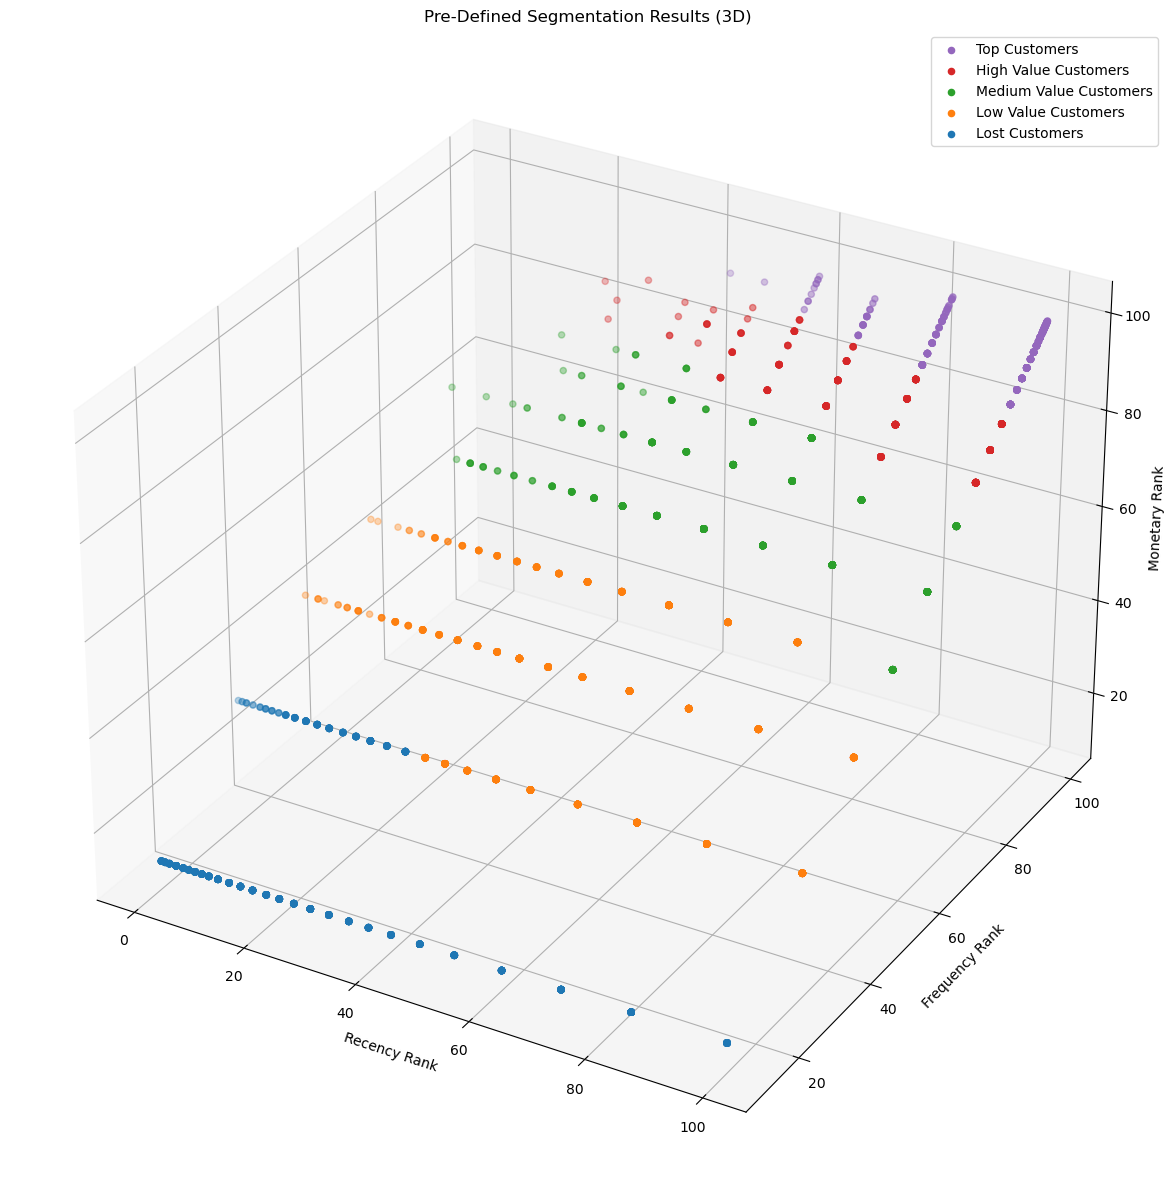 Pre-Defined Segmentation Results (3D)
Top Customers
High Value Customers
Medium Value Customers
Low Value Customers
Lost Customers
100
80
60
40
20
Monetary Rank
100
80
60
40
20
Frequency Rank
0
20
40
60
80
100
Recency Rank